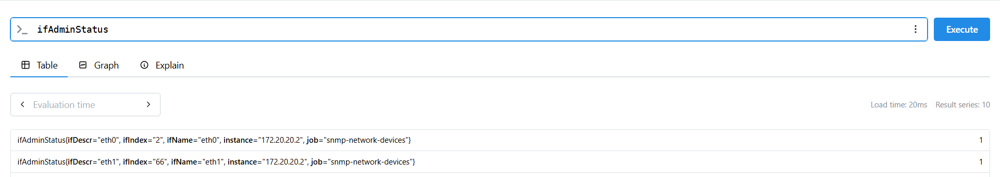 ifAdminStatus
Execute
Table Graph Explain
Evaluation time
Load time: 20ms Result series: 10
ifAdminStatus{ifDescr="eth0", ifIndex="2", ifName="eth0", instance="172.20.20.2", job="snmp-network-devices"} 1
ifAdminStatus{ifDescr="eth1", ifIndex="66", ifName="eth1", instance="172.20.20.2", job="snmp-network-devices"} 1